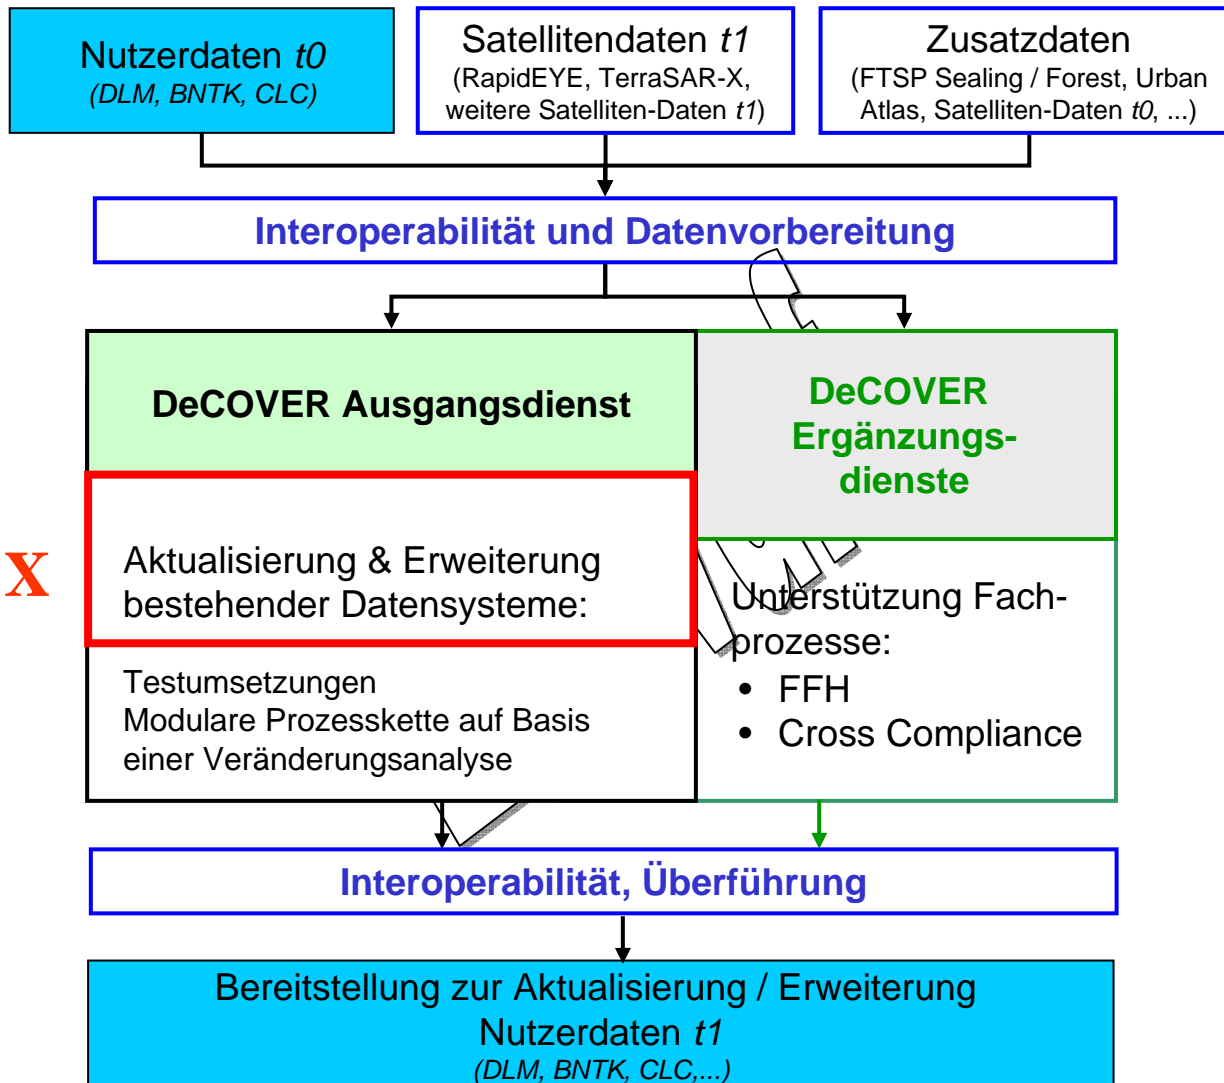 Nutzerdaten t0
(DLM, BNTK, CLC)
Satellitendaten t1
(RapidEYE, TerraSAR-X,
weitere Satelliten-Daten t1)
Zusatzdaten
(FTSP Sealing / Forest, Urban
Atlas, Satelliten-Daten t0, ...)
Interoperabilität und Datenvorbereitung
DeCOVER Ausgangsdienst
DeCOVER
Ergänzungs-
dienste
X
Aktualisierung & Erweiterung
bestehender Datensysteme:
Testumsetzungen
Modulare Prozesskette auf Basis
einer Veränderungsanalyse
Unterstützung Fach-
prozesse:
• FFH
• Cross Compliance
Interoperabilität, Überführung
Bereitstellung zur Aktualisierung / Erweiterung
Nutzerdaten t1
(DLM, BNTK, CLC,...)